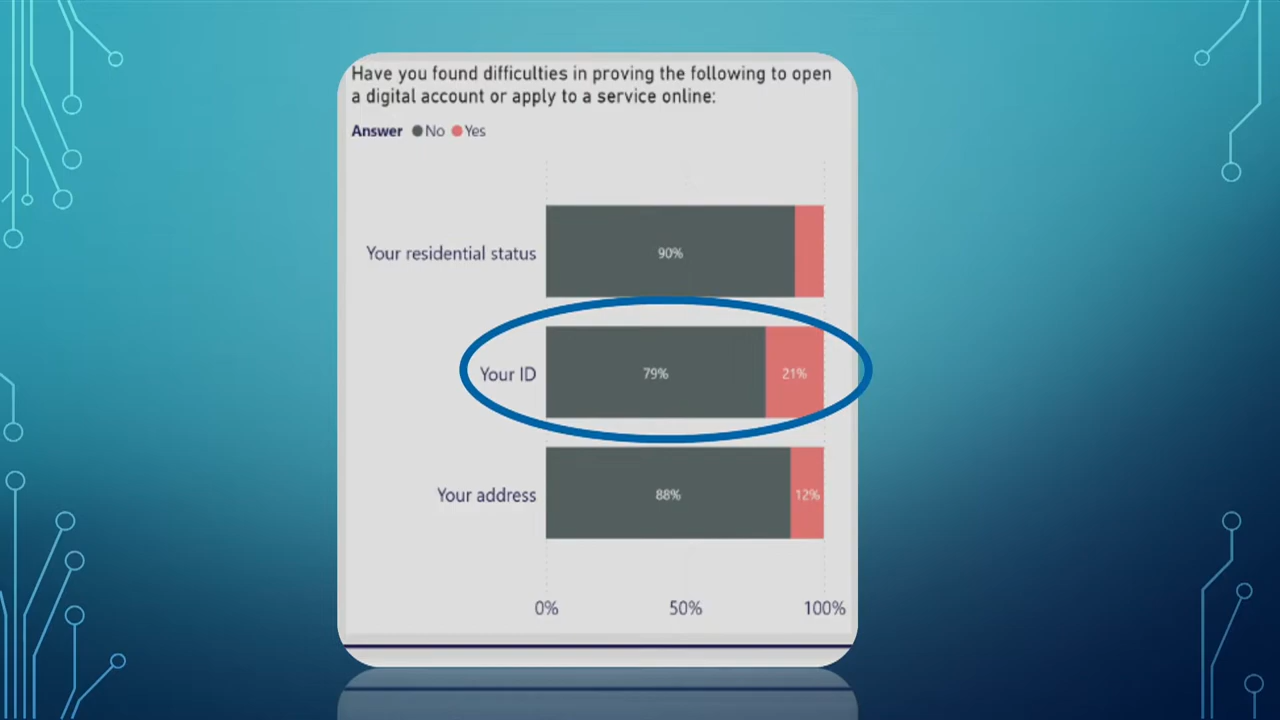 Have you found difficulties in proving the following to open
a digital account or apply to a service online:
Answer No Yes
Your residential status 90%
Your ID 79% 21%
Your address 88% 12%
0% 50% 100%